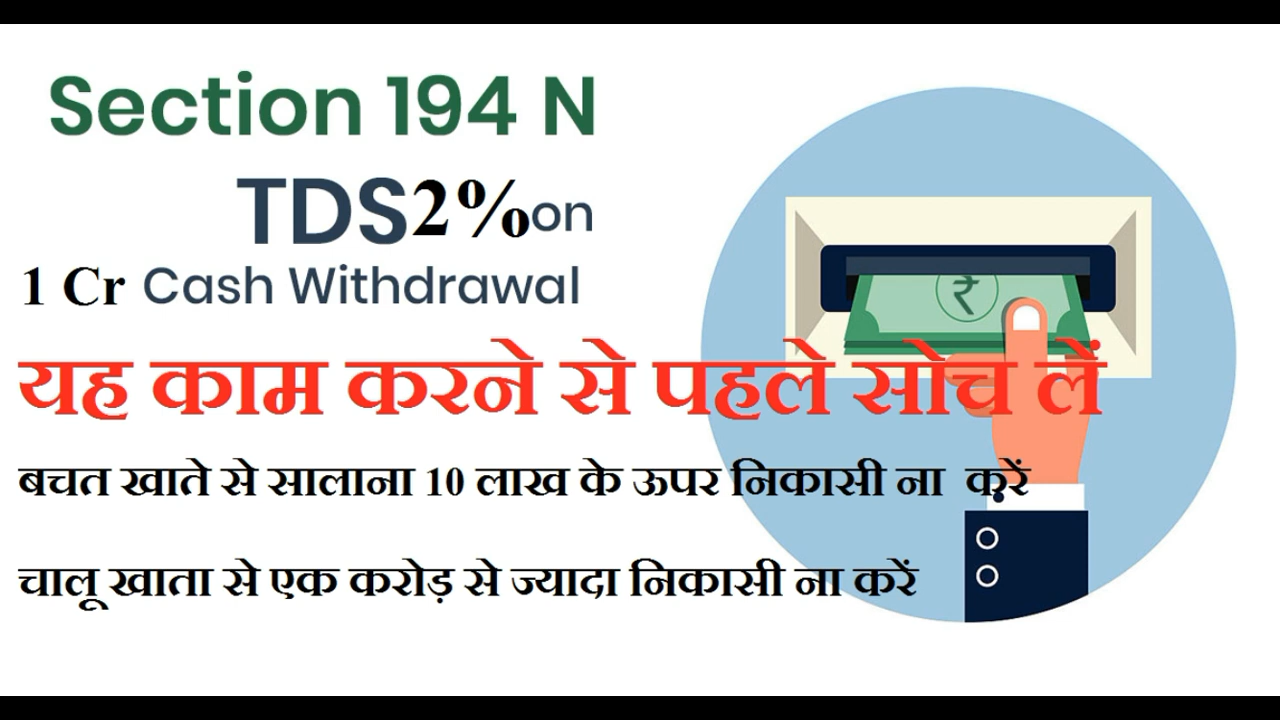 Section 194 N
TDS2%on
1 Cr Cash Withdrawal
₹
यह काम करने से पहले सोच लें
बचत खाते से सालाना 10 लाख के ऊपर निकासी ना करें
चालू खाता से एक करोड़ से ज्यादा निकासी ना करें